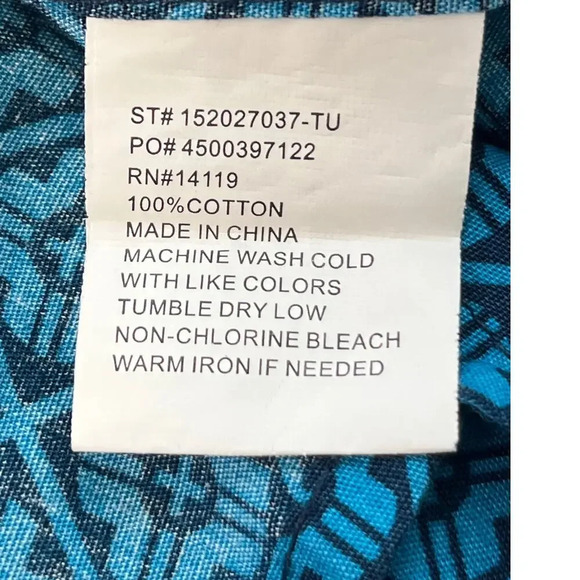 ST# 152027037-TU
PO# 4500397122
RN#14119
100%COTTON
MADE IN CHINA
MACHINE WASH COLD
WITH LIKE COLORS
TUMBLE DRY LOW
NON-CHLORINE BLEACH
WARM IRON IF NEEDED